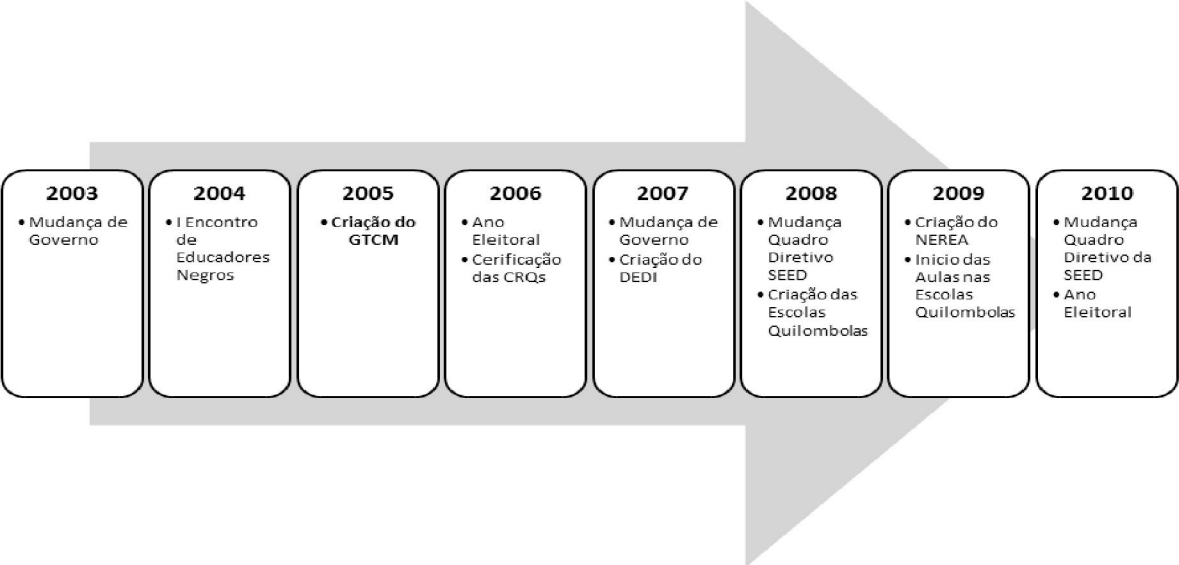 2003
• Mudança de
Governo
2004
• I Encontro
de
Educadores
Negros
2005
• Criação do
GTCM
2006
• Ano
Eleitoral
• Cerificação
das CRQs
2007
• Mudança de
Governo
• Criação do
DEDI
2008
• Mudança
Quadro
Diretivo
SEED
• Criação das
Escolas
Quilombolas
2009
• Criação do
NEREA
• Inicio das
Aulas nas
Escolas
Quilombolas
2010
• Mudança
Quadro
Diretivo da
SEED
• Ano
Eleitoral